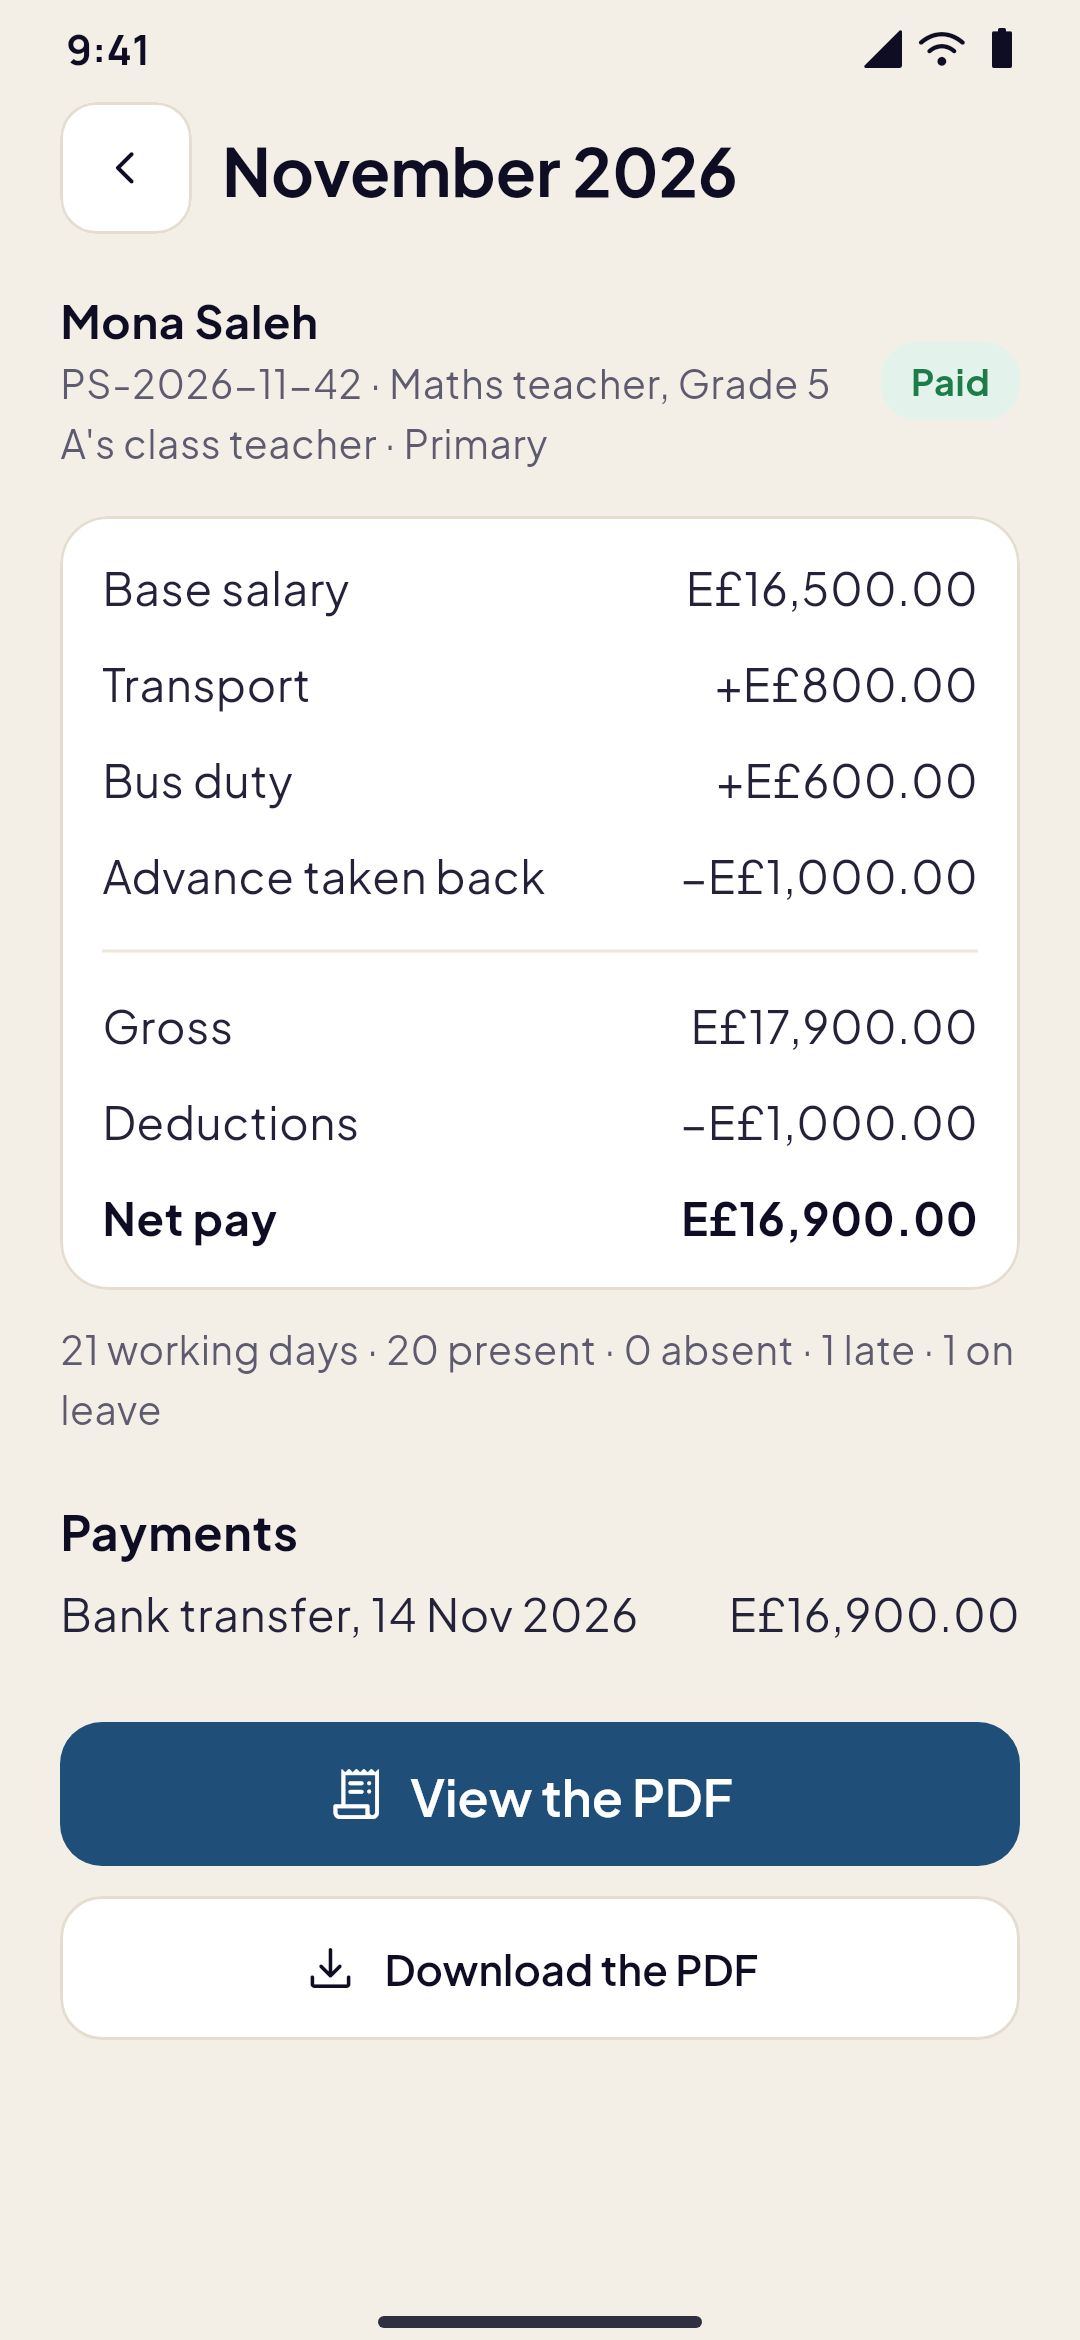 9:41
November 2026
Mona Saleh
PS-2026-11-42 · Maths teacher, Grade 5
A's class teacher · Primary
Paid
Base salary E£16,500.00
Transport +E£800.00
Bus duty +E£600.00
Advance taken back −E£1,000.00
Gross E£17,900.00
Deductions −E£1,000.00
Net pay E£16,900.00
21 working days · 20 present · 0 absent · 1 late · 1 on
leave
Payments
Bank transfer, 14 Nov 2026 E£16,900.00
View the PDF
Download the PDF